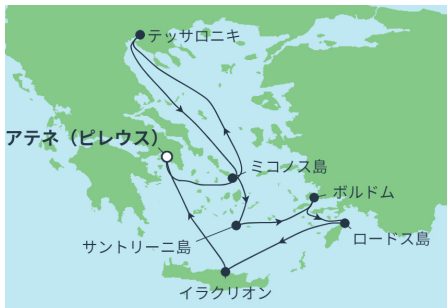 テッサロニキ
アテネ（ピレウス）
ミコノス島
ボルドム
サントリーニ島
ロードス島
イラクリオン